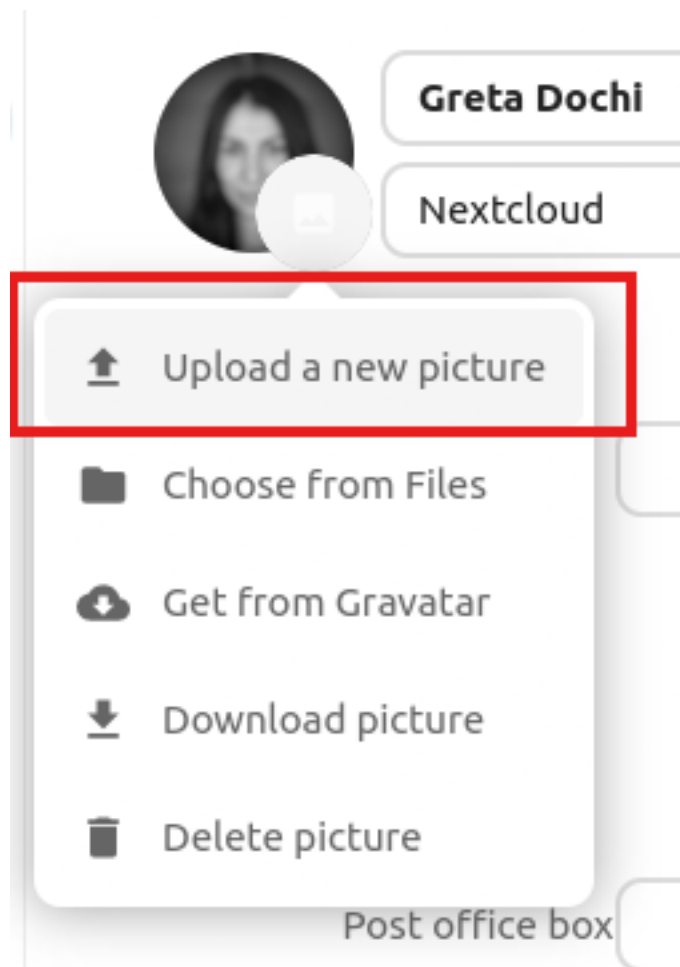 Greta Dochi
Nextcloud
Upload a new picture
Choose from Files
Get from Gravatar
Download picture
Delete picture
Post office box